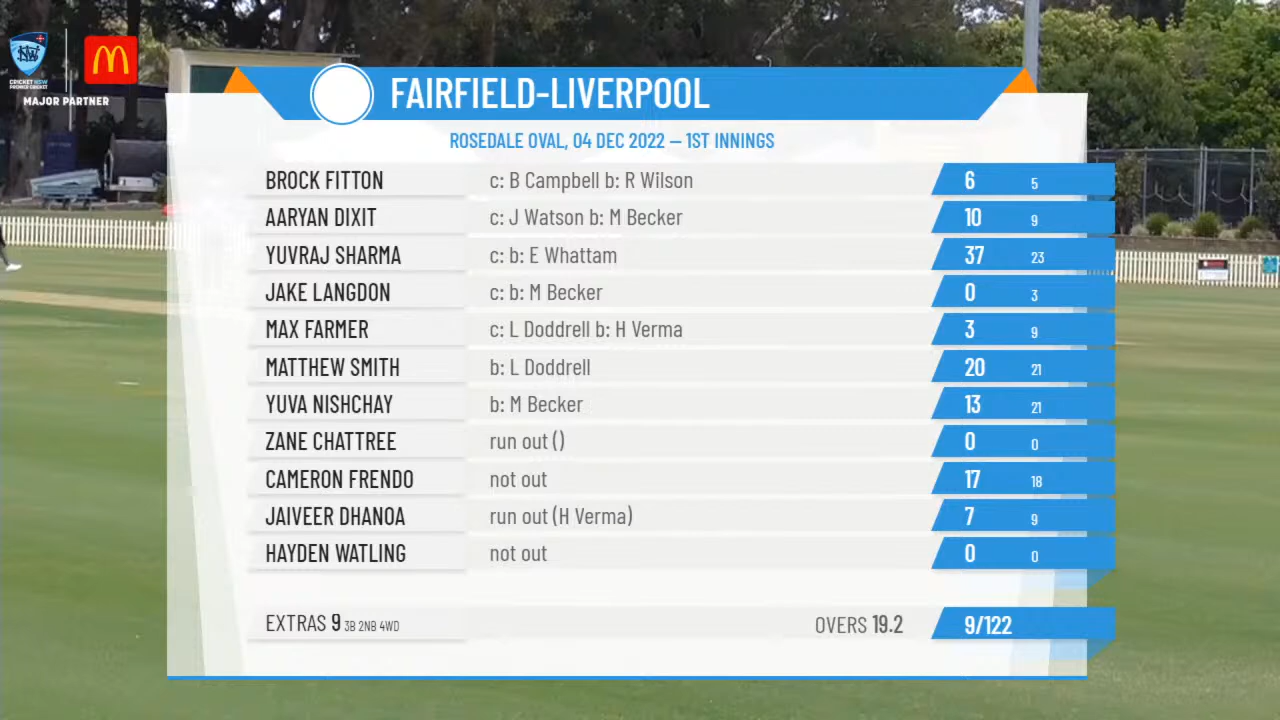 CRICKET NSW
PREMIER CRICKET
MAJOR PARTNER
FAIRFIELD-LIVERPOOL
ROSEDALE OVAL, 04 DEC 2022 – 1ST INNINGS
BROCK FITTON c: B Campbell b: R Wilson 6 5
AARYAN DIXIT c: J Watson b: M Becker 10 9
YUVRAJ SHARMA c: b: E Whattam 37 23
JAKE LANGDON c: b: M Becker 0 3
MAX FARMER c: L Doddrell b: H Verma 3 9
MATTHEW SMITH b: L Doddrell 20 21
YUVA NISHCHAY b: M Becker 13 21
ZANE CHATTREE run out () 0 0
CAMERON FRENDO not out 17 18
JAIVEER DHANOA run out (H Verma) 7 9
HAYDEN WATLING not out 0 0
EXTRAS 9 3B 2NB 4WD OVERS 19.2 9/122